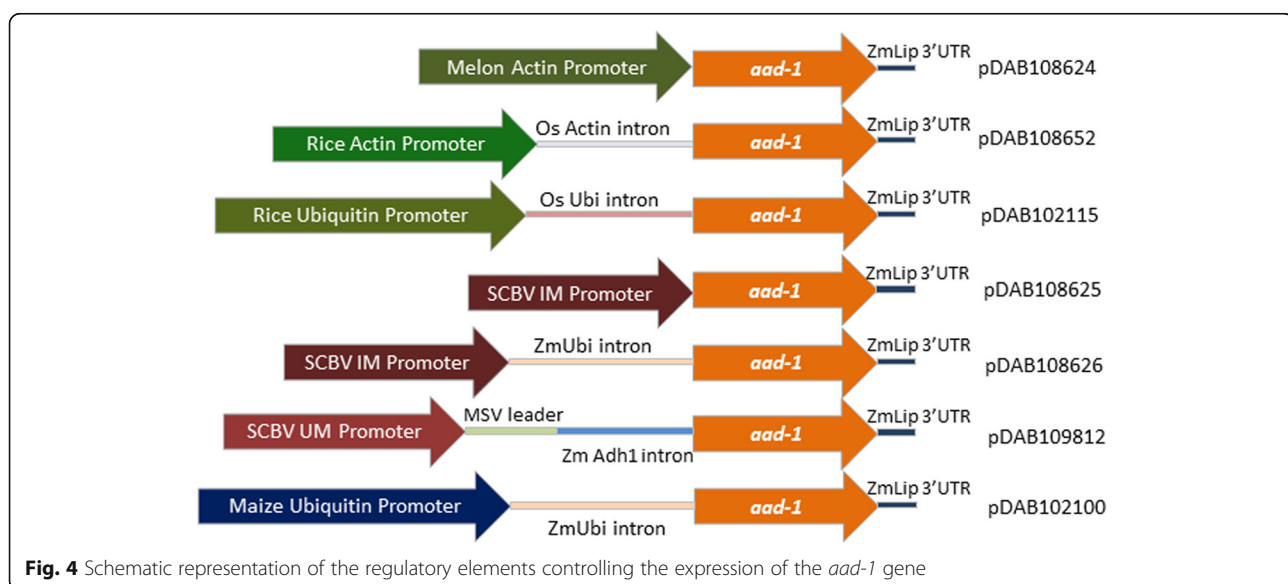 Melon Actin Promoter aad-1 ZmLip 3'UTR pDAB108624
Os Actin intron
Rice Actin Promoter aad-1 ZmLip 3'UTR pDAB108652
Os Ubi intron
Rice Ubiquitin Promoter aad-1 ZmLip 3'UTR pDAB102115
SCBV IM Promoter aad-1 ZmLip 3'UTR pDAB108625
ZmUbi intron
SCBV IM Promoter aad-1 ZmLip 3'UTR pDAB108626
MSV leader
SCBV UM Promoter aad-1 ZmLip 3'UTR pDAB109812
Zm Adh1 intron
Maize Ubiquitin Promoter aad-1 ZmLip 3'UTR pDAB102100
ZmUbi intron
Fig. 4 Schematic representation of the regulatory elements controlling the expression of the aad-1 gene